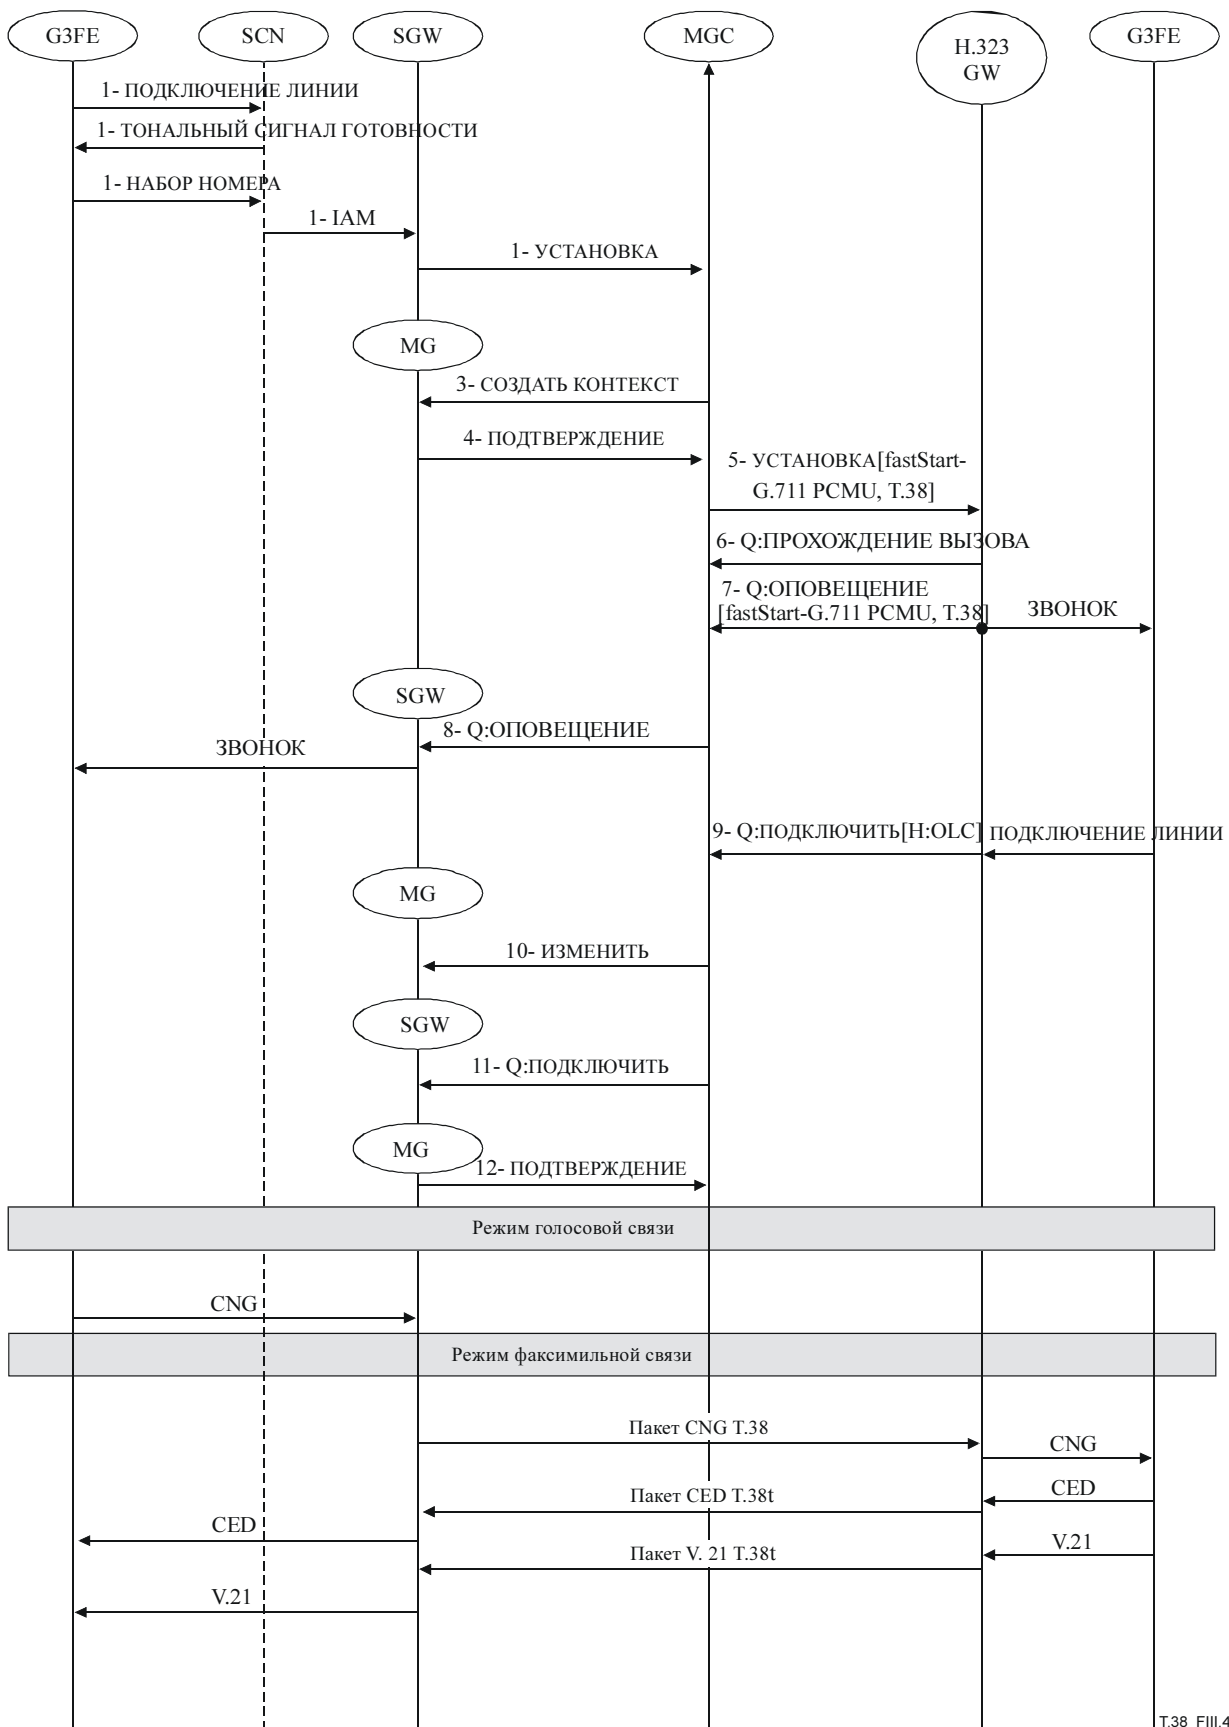 G3FE
SCN
SGW
MGC
H.323
GW
G3FE
1- ПОДКЛЮЧЕНИЕ ЛИНИИ
1- ТОНАЛЬНЫЙ СИГНАЛ ГОТОВНОСТИ
1- НАБОР НОМЕРА
1- IAM
1- УСТАНОВКА
MG
3- СОЗДАТЬ КОНТЕКСТ
4- ПОДТВЕРЖДЕНИЕ
5- УСТАНОВКА[fastStart-
G.711 PCMU, T.38]
6- Q:ПРОХОЖДЕНИЕ ВЫЗОВА
7- Q:ОПОВЕЩЕНИЕ
[fastStart-G.711 PCMU, T.38]
ЗВОНОК
SGW
8- Q:ОПОВЕЩЕНИЕ
ЗВОНОК
9- Q:ПОДКЛЮЧИТЬ[H:OLC]
ПОДКЛЮЧЕНИЕ ЛИНИИ
MG
10- ИЗМЕНИТЬ
SGW
11- Q:ПОДКЛЮЧИТЬ
MG
12- ПОДТВЕРЖДЕНИЕ
Режим голосовой связи
CNG
Режим факсимильной связи
Пакет CNG T.38
CNG
CED
Пакет CED T.38t
CED
V.21
Пакет V. 21 T.38t
V.21
T.38_FIII.4